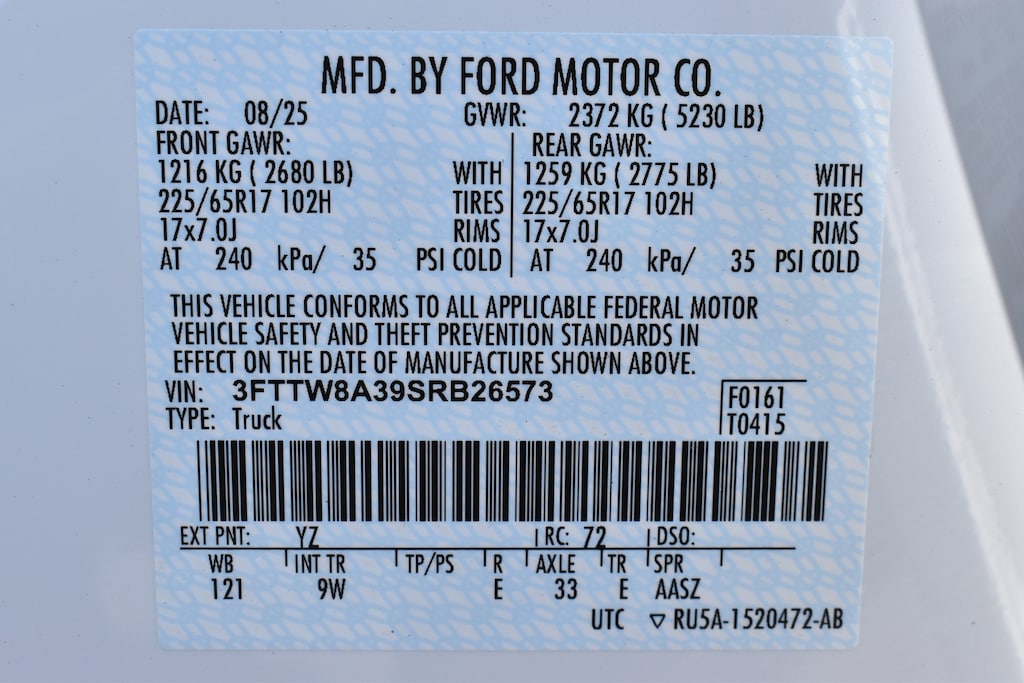 MFD. BY FORD MOTOR CO.
DATE: 08/25 GVWR: 2372 KG ( 5230 LB)
FRONT GAWR: REAR GAWR:
1216 KG ( 2680 LB) WITH 1259 KG ( 2775 LB) WITH
225/65R17 102H TIRES 225/65R17 102H TIRES
17x7.0J RIMS 17x7.0J RIMS
AT 240 kPa/ 35 PSI COLD AT 240 kPa/ 35 PSI COLD
THIS VEHICLE CONFORMS TO ALL APPLICABLE FEDERAL MOTOR
VEHICLE SAFETY AND THEFT PREVENTION STANDARDS IN
EFFECT ON THE DATE OF MANUFACTURE SHOWN ABOVE.
VIN: 3FTTW8A39SRB26573 F0161
TYPE: Truck T0415
EXT PNT: YZ RC: 72 DSO:
WB INT TR TP/PS R AXLE TR SPR
121 9W E 33 E AASZ
UTC ▽ RU5A-1520472-AB